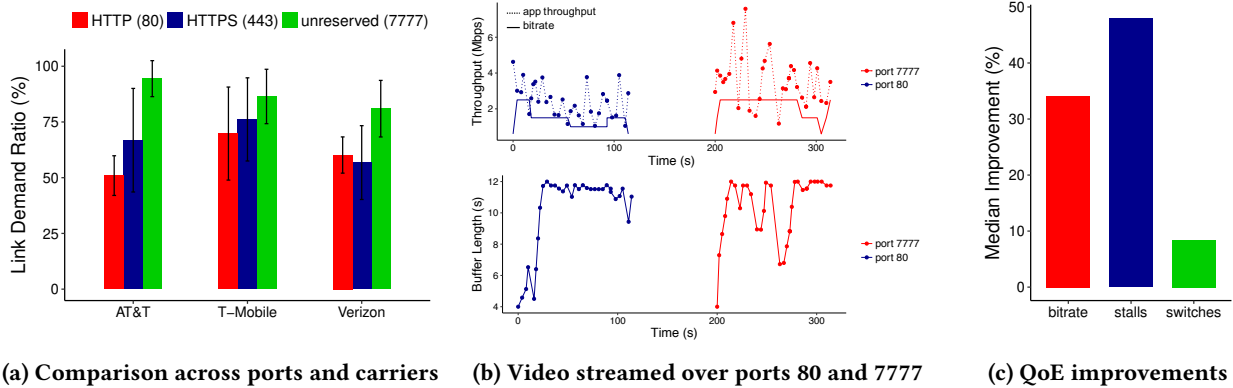 HTTP (80) HTTPS (443) unreserved (7777)
Link Demand Ratio (%)
100
75
50
25
0
AT&T T−Mobile Verizon
(a) Comparison across ports and carriers
app throughput
bitrate
Throughput (Mbps)
6
4
2
port 7777
port 80
0 100 200 300
Time (s)
Buffer Length (s)
12
10
8
6
4
port 7777
port 80
0 100 200 300
Time (s)
(b) Video streamed over ports 80 and 7777
Median Improvement (%)
50
40
30
20
10
0
bitrate stalls switches
(c) QoE improvements